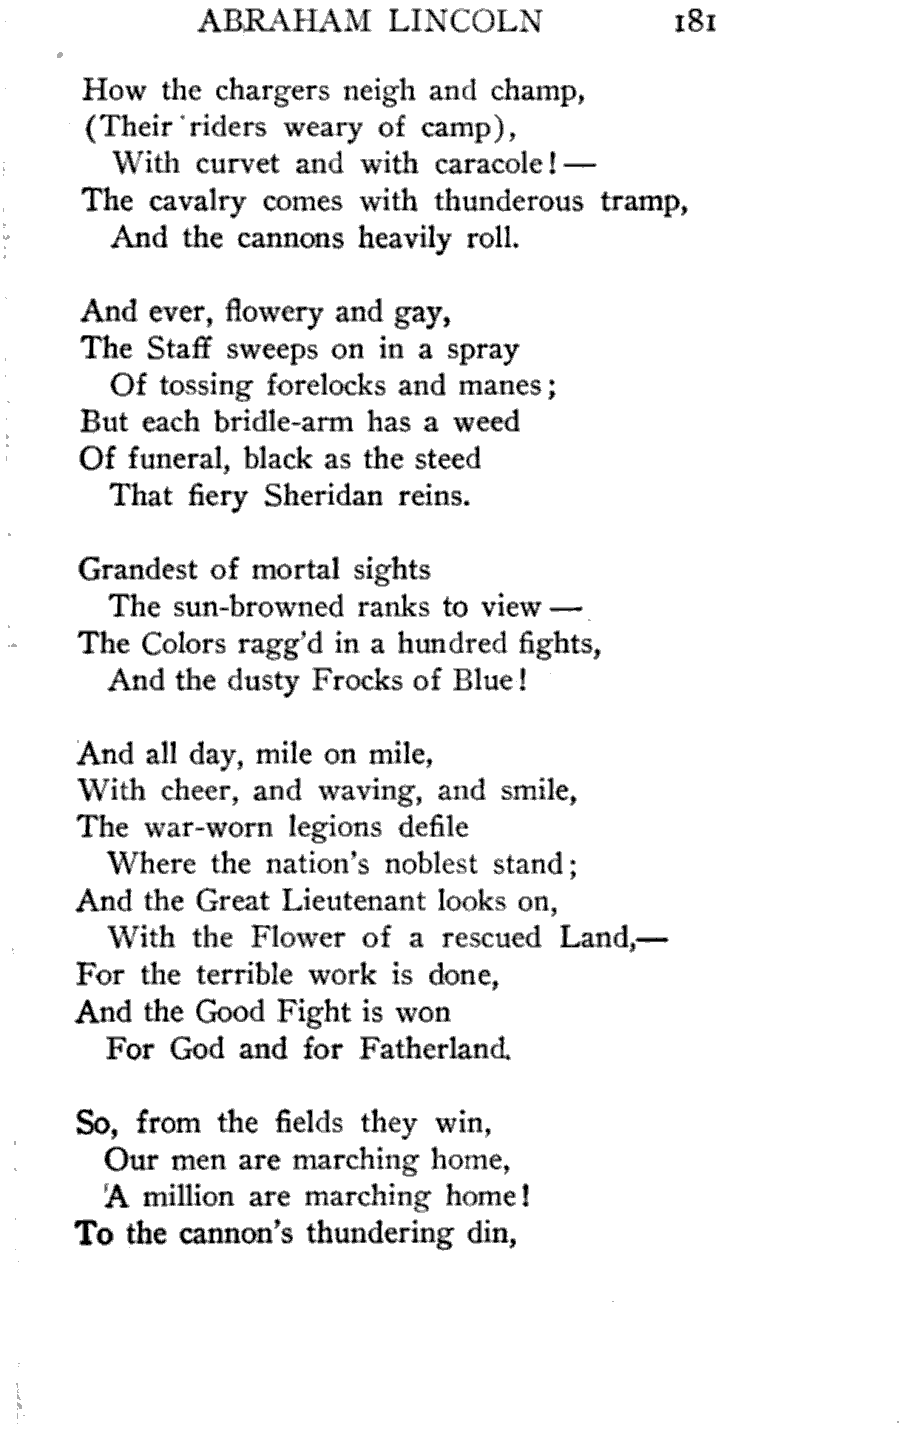 ABRAHAM LINCOLN 181
How the chargers neigh and champ,
(Their riders weary of camp),
With curvet and with caracole! —
The cavalry comes with thunderous tramp,
And the cannons heavily roll.
And ever, flowery and gay,
The Staff sweeps on in a spray
Of tossing forelocks and manes;
But each bridle-arm has a weed
Of funeral, black as the steed
That fiery Sheridan reins.
Grandest of mortal sights
The sun-browned ranks to view —
The Colors ragg'd in a hundred fights,
And the dusty Frocks of Blue!
And all day, mile on mile,
With cheer, and waving, and smile,
The war-worn legions defile
Where the nation's noblest stand;
And the Great Lieutenant looks on,
With the Flower of a rescued Land,—
For the terrible work is done,
And the Good Fight is won
For God and for Fatherland.
So, from the fields they win,
Our men are marching home,
A million are marching home!
To the cannon's thundering din,